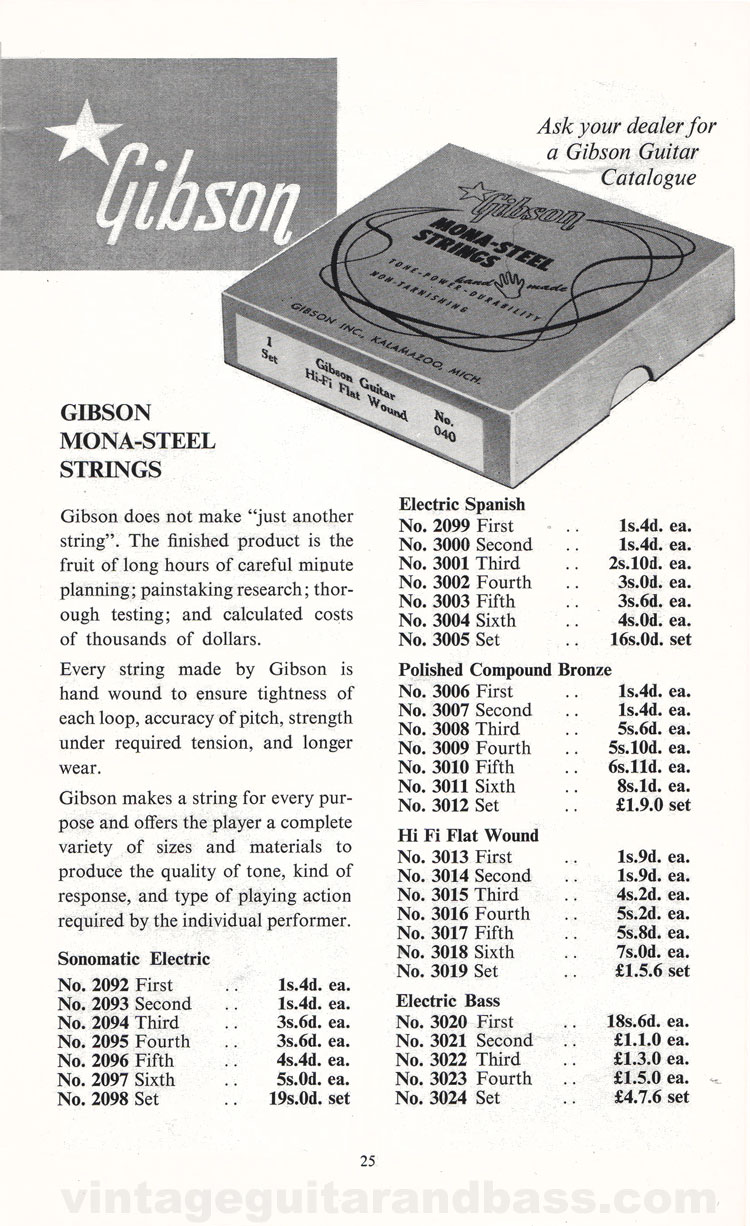 Gibson
Ask your dealer for
a Gibson Guitar
Catalogue
Gibson
MONA-STEEL
STRINGS
TONE-POWER-DURABILITY
hand made
NON-TARNISHING
GIBSON INC., KALAMAZOO, MICH.
1
Set
Gibson Guitar
Hi-Fi Flat Wound
No.
040
GIBSON
MONA-STEEL
STRINGS
Gibson does not make “just another
string”. The finished product is the
fruit of long hours of careful minute
planning; painstaking research; thor-
ough testing; and calculated costs
of thousands of dollars.
Every string made by Gibson is
hand wound to ensure tightness of
each loop, accuracy of pitch, strength
under required tension, and longer
wear.
Gibson makes a string for every pur-
pose and offers the player a complete
variety of sizes and materials to
produce the quality of tone, kind of
response, and type of playing action
required by the individual performer.
Sonomatic Electric
No. 2092 First .. 1s.4d. ea.
No. 2093 Second .. 1s.4d. ea.
No. 2094 Third .. 3s.6d. ea.
No. 2095 Fourth .. 3s.6d. ea.
No. 2096 Fifth .. 4s.4d. ea.
No. 2097 Sixth .. 5s.0d. ea.
No. 2098 Set .. 19s.0d. set
Electric Spanish
No. 2099 First .. 1s.4d. ea.
No. 3000 Second .. 1s.4d. ea.
No. 3001 Third .. 2s.10d. ea.
No. 3002 Fourth .. 3s.0d. ea.
No. 3003 Fifth .. 3s.6d. ea.
No. 3004 Sixth .. 4s.0d. ea.
No. 3005 Set .. 16s.0d. set
Polished Compound Bronze
No. 3006 First .. 1s.4d. ea.
No. 3007 Second .. 1s.4d. ea.
No. 3008 Third .. 5s.6d. ea.
No. 3009 Fourth .. 5s.10d. ea.
No. 3010 Fifth .. 6s.11d. ea.
No. 3011 Sixth .. 8s.1d. ea.
No. 3012 Set .. £1.9.0 set
Hi Fi Flat Wound
No. 3013 First .. 1s.9d. ea.
No. 3014 Second .. 1s.9d. ea.
No. 3015 Third .. 4s.2d. ea.
No. 3016 Fourth .. 5s.2d. ea.
No. 3017 Fifth .. 5s.8d. ea.
No. 3018 Sixth .. 7s.0d. ea.
No. 3019 Set .. £1.5.6 set
Electric Bass
No. 3020 First .. 18s.6d. ea.
No. 3021 Second .. £1.1.0 ea.
No. 3022 Third .. £1.3.0 ea.
No. 3023 Fourth .. £1.5.0 ea.
No. 3024 Set .. £4.7.6 set
25
vintageguitarandbass.com